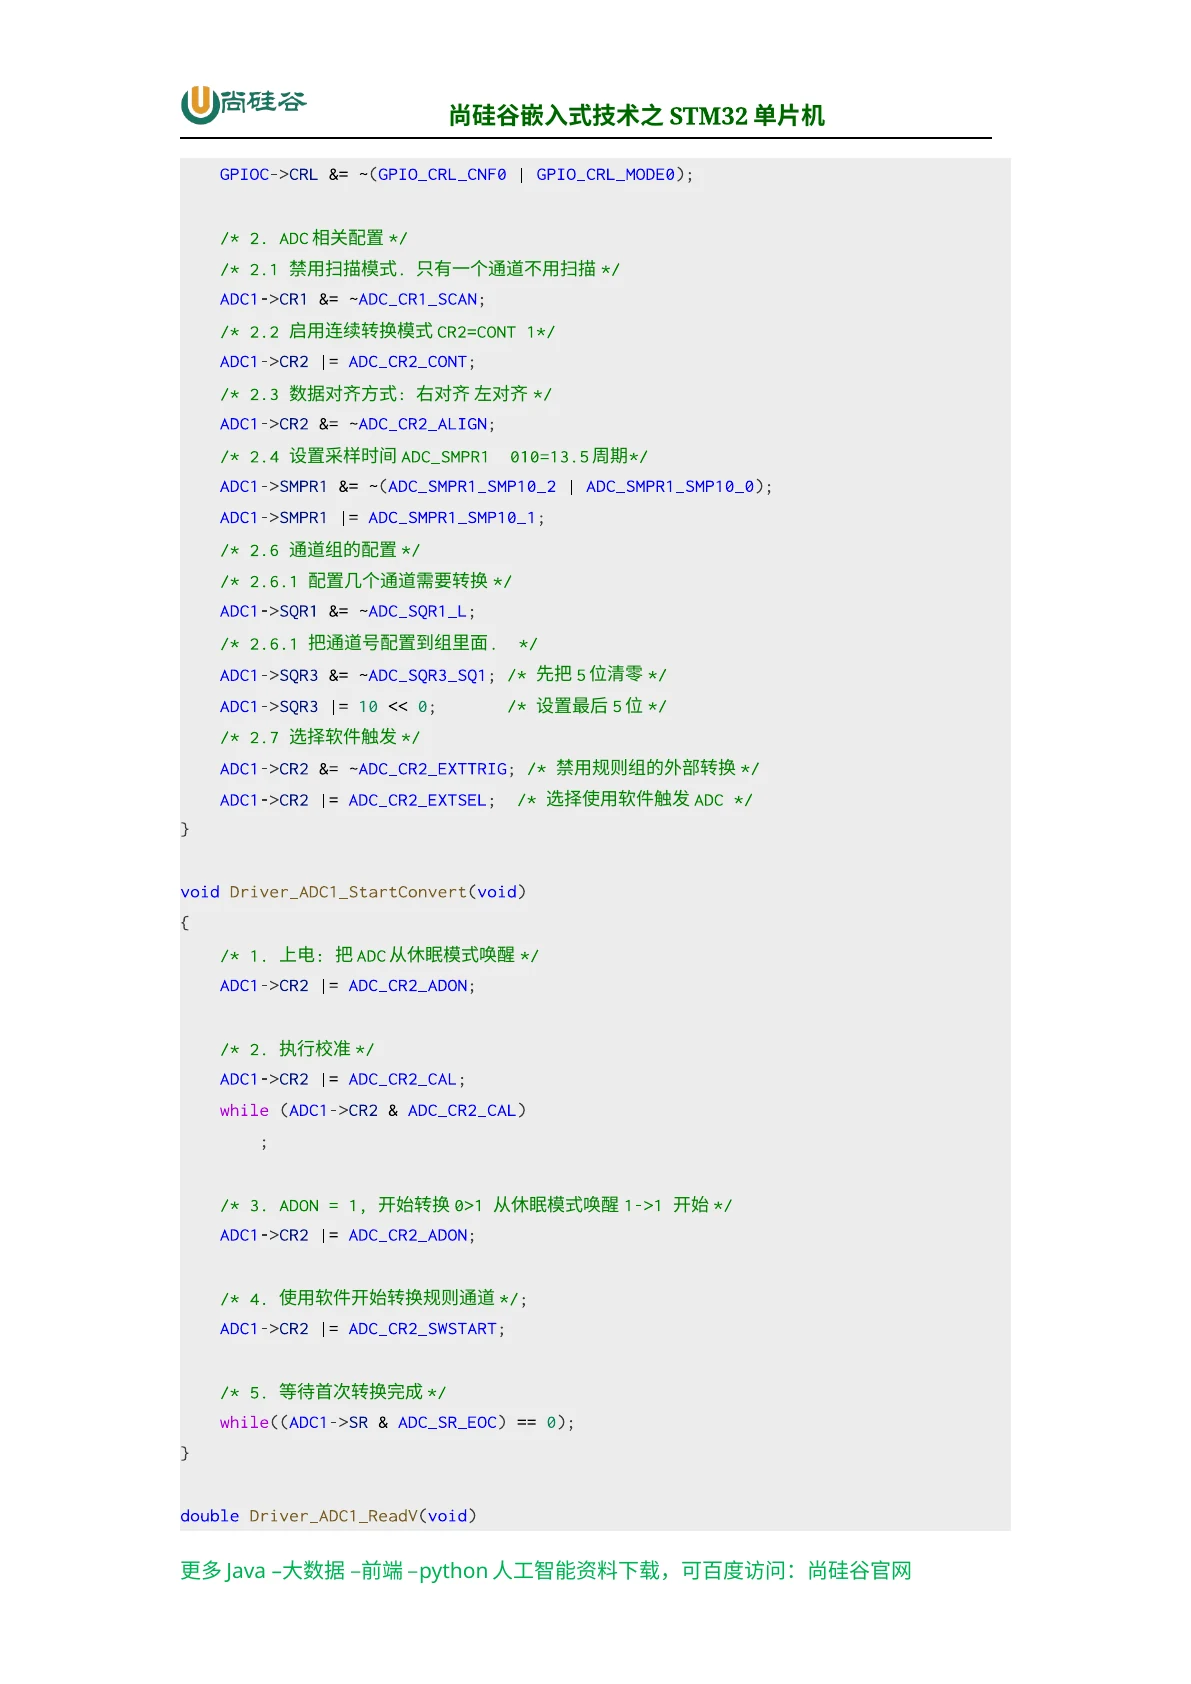 尚硅谷
尚硅谷嵌入式技术之 STM32 单片机
GPIOC->CRL &= ~(GPIO_CRL_CNF0 | GPIO_CRL_MODE0);
/* 2. ADC 相关配置 */
/* 2.1 禁用扫描模式. 只有一个通道不用扫描 */
ADC1->CR1 &= ~ADC_CR1_SCAN;
/* 2.2 启用连续转换模式 CR2=CONT 1*/
ADC1->CR2 |= ADC_CR2_CONT;
/* 2.3 数据对齐方式: 右对齐 左对齐 */
ADC1->CR2 &= ~ADC_CR2_ALIGN;
/* 2.4 设置采样时间 ADC_SMPR1  010=13.5 周期*/
ADC1->SMPR1 &= ~(ADC_SMPR1_SMP10_2 | ADC_SMPR1_SMP10_0);
ADC1->SMPR1 |= ADC_SMPR1_SMP10_1;
/* 2.6 通道组的配置 */
/* 2.6.1 配置几个通道需要转换 */
ADC1->SQR1 &= ~ADC_SQR1_L;
/* 2.6.1 把通道号配置到组里面.  */
ADC1->SQR3 &= ~ADC_SQR3_SQ1; /* 先把 5 位清零 */
ADC1->SQR3 |= 10 << 0;       /* 设置最后 5 位 */
/* 2.7 选择软件触发 */
ADC1->CR2 &= ~ADC_CR2_EXTTRIG; /* 禁用规则组的外部转换 */
ADC1->CR2 |= ADC_CR2_EXTSEL;  /* 选择使用软件触发 ADC */
}
void Driver_ADC1_StartConvert(void)
{
/* 1. 上电: 把 ADC 从休眠模式唤醒 */
ADC1->CR2 |= ADC_CR2_ADON;
/* 2. 执行校准 */
ADC1->CR2 |= ADC_CR2_CAL;
while (ADC1->CR2 & ADC_CR2_CAL)
;
/* 3. ADON = 1, 开始转换 0>1 从休眠模式唤醒 1->1 开始 */
ADC1->CR2 |= ADC_CR2_ADON;
/* 4. 使用软件开始转换规则通道 */;
ADC1->CR2 |= ADC_CR2_SWSTART;
/* 5. 等待首次转换完成 */
while((ADC1->SR & ADC_SR_EOC) == 0);
}
double Driver_ADC1_ReadV(void)
更多 Java –大数据 –前端 –python 人工智能资料下载，可百度访问：尚硅谷官网